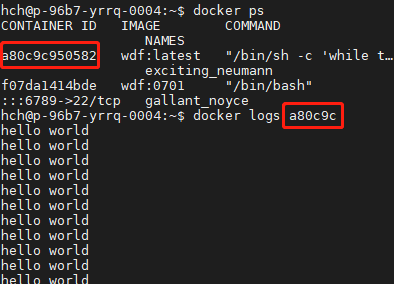 hch@p-96b7-yrrq-0004:~$ docker ps
CONTAINER ID   IMAGE        COMMAND
NAMES
a80c9c950582   wdf:latest   "/bin/sh -c 'while t…
exciting_neumann
f07da1414bde   wdf:0701     "/bin/bash"
:::6789->22/tcp   gallant_noyce
hch@p-96b7-yrrq-0004:~$ docker logs a80c9c
hello world
hello world
hello world
hello world
hello world
hello world
hello world
hello world
hello world
hello world
hello world